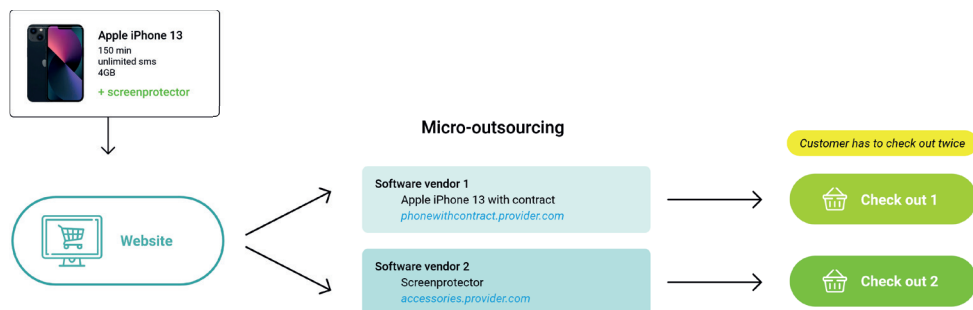 Apple iPhone 13
150 min
unlimited sms
4GB
+ screenprotector
Micro-outsourcing
Customer has to check out twice
Software vendor 1
Apple iPhone 13 with contract
phonewithcontract.provider.com
Check out 1
Website
Software vendor 2
Screenprotector
accessories.provider.com
Check out 2